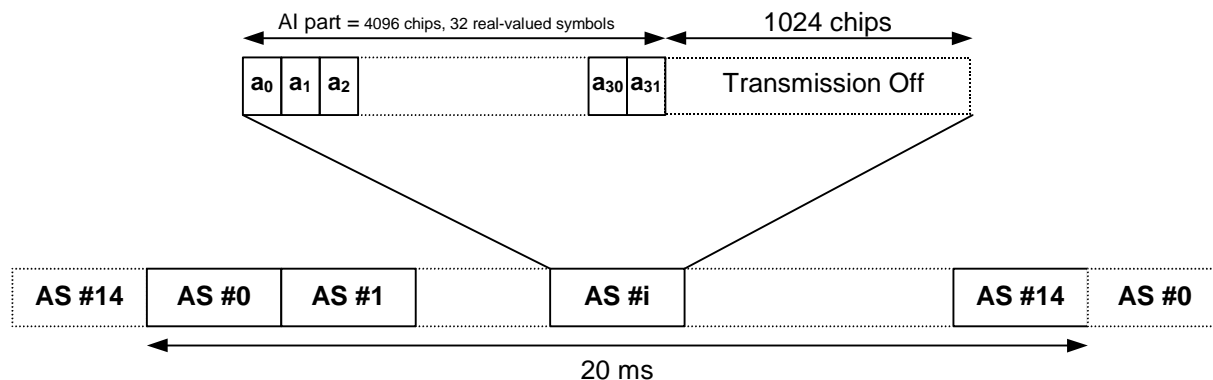 AI part = 4096 chips, 32 real-valued symbols
1024 chips
a0 a1 a2 a30 a31 Transmission Off
AS #14 AS #0 AS #1 AS #i AS #14 AS #0
20 ms